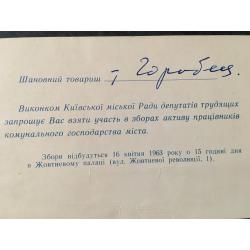 Шановний товариш т. Горобец.
Виконком Київської міської Ради депутатів трудящих
запрошує Вас взяти участь в зборах активу працівників
комунального господарства міста.
Збори відбудуться 16 квітня 1963 року о 15 годині дня
в Жовтневому палаці (вул. Жовтневої революції, 1).